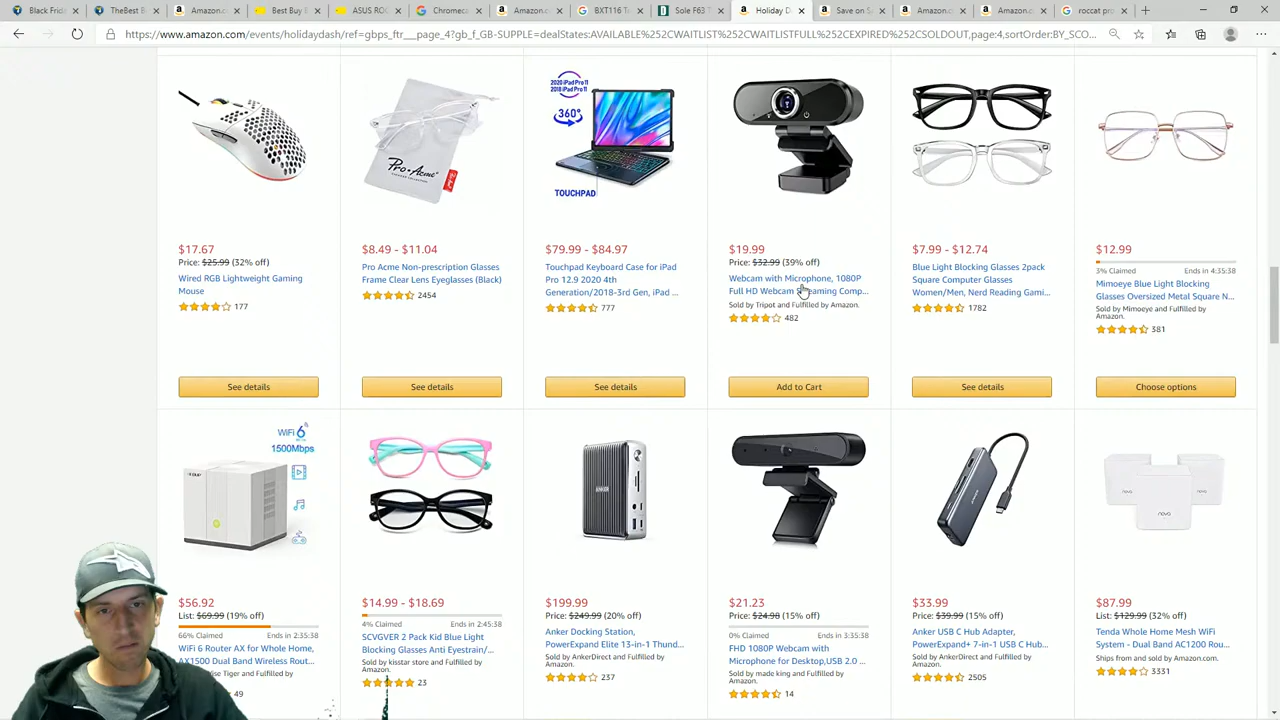 Black Frida
TheBest B
Amazon.c
Best Buy B
ASUS ROC
Chromeca
Amazon.c
BXT116 T
Sole F63 T
Holiday D
Save on S
Amazon.c
Amazon.c
roccat pro
https://www.amazon.com/events/holidaydash/ref=gbps_ftr___page_4?gb_f_GB-SUPPLE=dealStates:AVAILABLE%252CWAITLIST%252CWAITLISTFULL%252CEXPIRED%252CSOLDOUT,page:4,sortOrder:BY_SCO...
2020 iPad Pro 11
2018 iPad Pro 11
360°
TOUCHPAD
Pro Acme
$17.67
Price: $25.99 (32% off)
Wired RGB Lightweight Gaming
Mouse
177
See details
$8.49 - $11.04
Pro Acme Non-prescription Glasses
Frame Clear Lens Eyeglasses (Black)
2454
See details
$79.99 - $84.97
Touchpad Keyboard Case for iPad
Pro 12.9 2020 4th
Generation/2018-3rd Gen, iPad ...
777
See details
$19.99
Price: $32.99 (39% off)
Webcam with Microphone, 1080P
Full HD Webcam Streaming Comp...
Sold by Tripot and Fulfilled by Amazon.
482
Add to Cart
$7.99 - $12.74
Blue Light Blocking Glasses 2pack
Square Computer Glasses
Women/Men, Nerd Reading Gami...
1782
See details
$12.99
3% Claimed Ends in 4:35:38
Mimoeye Blue Light Blocking
Glasses Oversized Metal Square N...
Sold by Mimoeye and Fulfilled by
Amazon.
381
Choose options
WiFi 6
1500Mbps
ANKER
nova
nova
nova
$56.92
List: $69.99 (19% off)
66% Claimed Ends in 2:35:38
WiFi 6 Router AX for Whole Home,
AX1500 Dual Band Wireless Rout...
Wise Tiger and Fulfilled by
49
$14.99 - $18.69
4% Claimed Ends in 2:45:38
SCVGVER 2 Pack Kid Blue Light
Blocking Glasses Anti Eyestrain/...
Sold by kisstar store and Fulfilled by
Amazon.
23
$199.99
Price: $249.99 (20% off)
Anker Docking Station,
PowerExpand Elite 13-in-1 Thund...
Sold by AnkerDirect and Fulfilled by
Amazon.
237
$21.23
Price: $24.98 (15% off)
0% Claimed Ends in 3:35:38
FHD 1080P Webcam with
Microphone for Desktop,USB 2.0 ...
Sold by made king and Fulfilled by
Amazon.
14
$33.99
Price: $39.99 (15% off)
Anker USB C Hub Adapter,
PowerExpand+ 7-in-1 USB C Hub...
Sold by AnkerDirect and Fulfilled by
Amazon.
2505
$87.99
List: $129.99 (32% off)
Tenda Whole Home Mesh WiFi
System - Dual Band AC1200 Rou...
Ships from and sold by Amazon.com.
3331